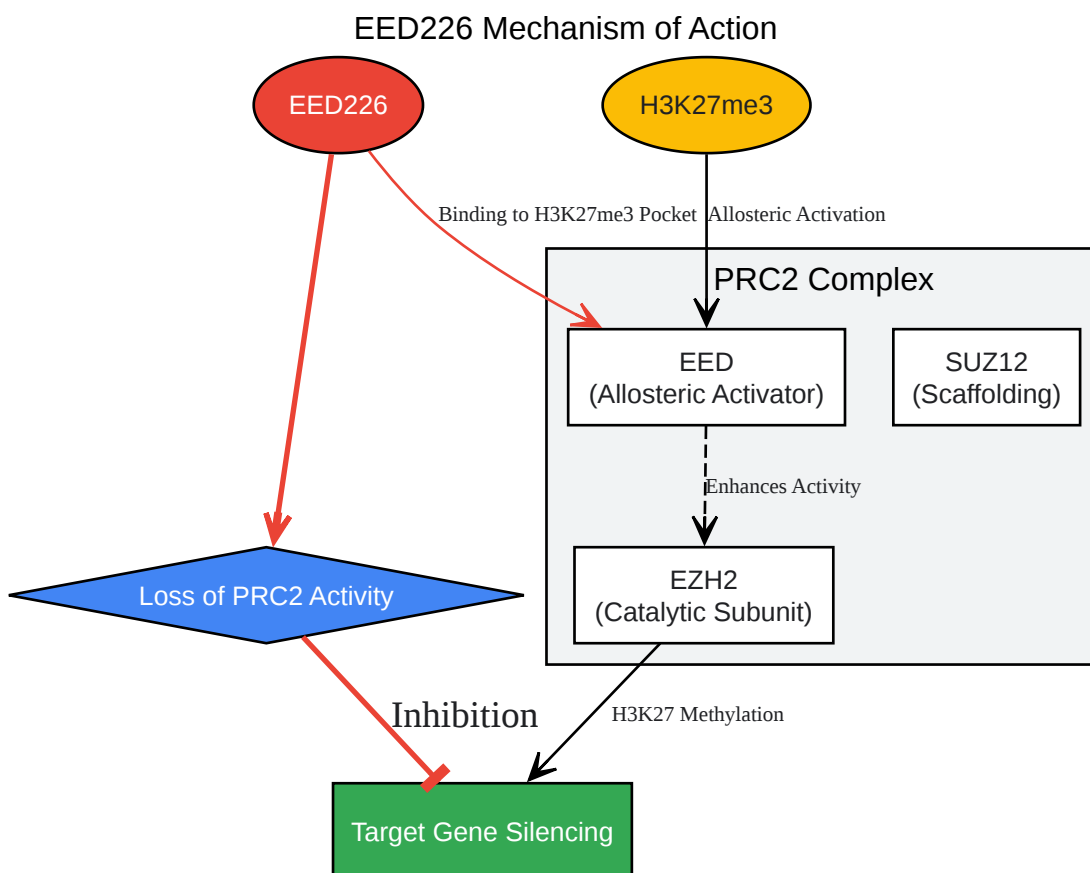 EED226 Mechanism of Action
EED226
H3K27me3
Binding to H3K27me3 Pocket
Allosteric Activation
PRC2 Complex
EED
(Allosteric Activator)
SUZ12
(Scaffolding)
Enhances Activity
EZH2
(Catalytic Subunit)
Loss of PRC2 Activity
Inhibition
H3K27 Methylation
Target Gene Silencing